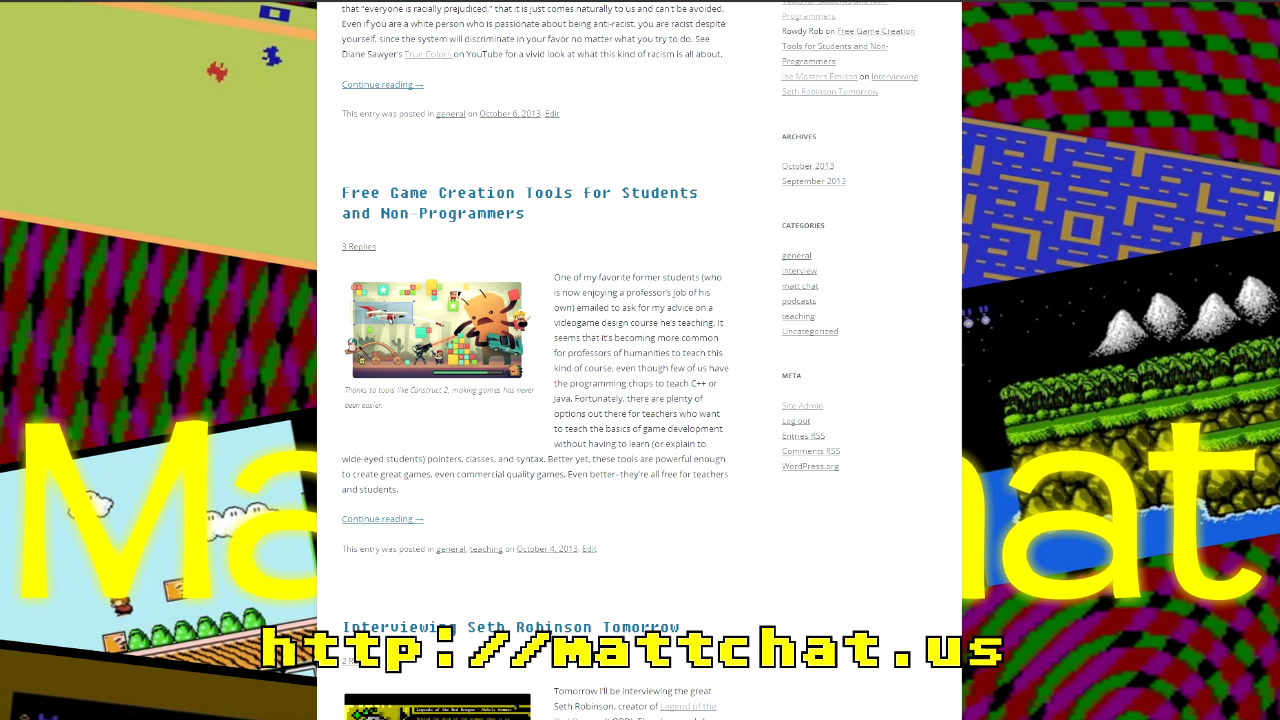 that "everyone is racially prejudiced," that it is just comes naturally to us and can't be avoided.
Even if you are a white person who is passionate about being anti-racist, you are racist despite
yourself, since the system will discriminate in your favor no matter what you try to do. See
Diane Sawyer's True Colors on YouTube for a vivid look at what this kind of racism is all about.
Continue reading →
This entry was posted in general on October 6, 2013. Edit
Free Game Creation Tools for Students
and Non-Programmers
3 Replies
Thanks to tools like Construct 2, making games has never
been easier.
One of my favorite former students (who
is now enjoying a professor's job of his
own) emailed to ask for my advice on a
videogame design course he's teaching. It
seems that it's becoming more common
for professors of humanities to teach this
kind of course, even though few of us have
the programming chops to teach C++ or
Java. Fortunately, there are plenty of
options out there for teachers who want
to teach the basics of game development
without having to learn (or explain to
wide-eyed students) pointers, classes, and syntax. Better yet, these tools are powerful enough
to create great games, even commercial quality games. Even better–they're all free for teachers
and students.
Continue reading →
This entry was posted in general, teaching on October 4, 2013. Edit
Interviewing Seth Robinson Tomorrow
2 R
Tomorrow I'll be interviewing the great
Seth Robinson, creator of Legend of the
Tools for Students and Non-
Programmers
Rowdy Rob on Free Game Creation
Tools for Students and Non-
Programmers
Joe Masters Emison on Interviewing
Seth Robinson Tomorrow
ARCHIVES
October 2013
September 2013
CATEGORIES
general
interview
matt chat
podcasts
teaching
Uncategorized
META
Site Admin
Log out
Entries RSS
Comments RSS
WordPress.org
Ma
hat
http://mattchat.us